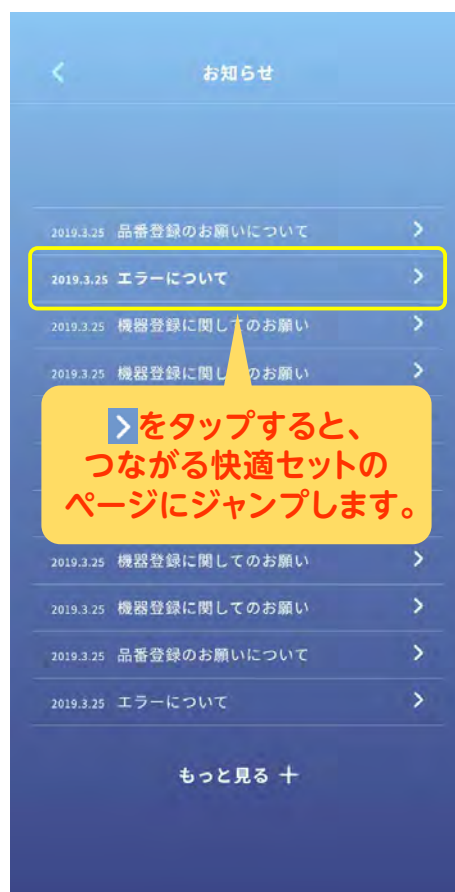 お知らせ
2019.3.25 品番登録のお願いについて
2019.3.25 エラーについて
2019.3.25 機器登録に関してのお願い
2019.3.25 機器登録に関してのお願い
>をタップすると、
つながる快適セットの
ページにジャンプします。
2019.3.25 機器登録に関してのお願い
2019.3.25 機器登録に関してのお願い
2019.3.25 品番登録のお願いについて
2019.3.25 エラーについて
もっと見る +